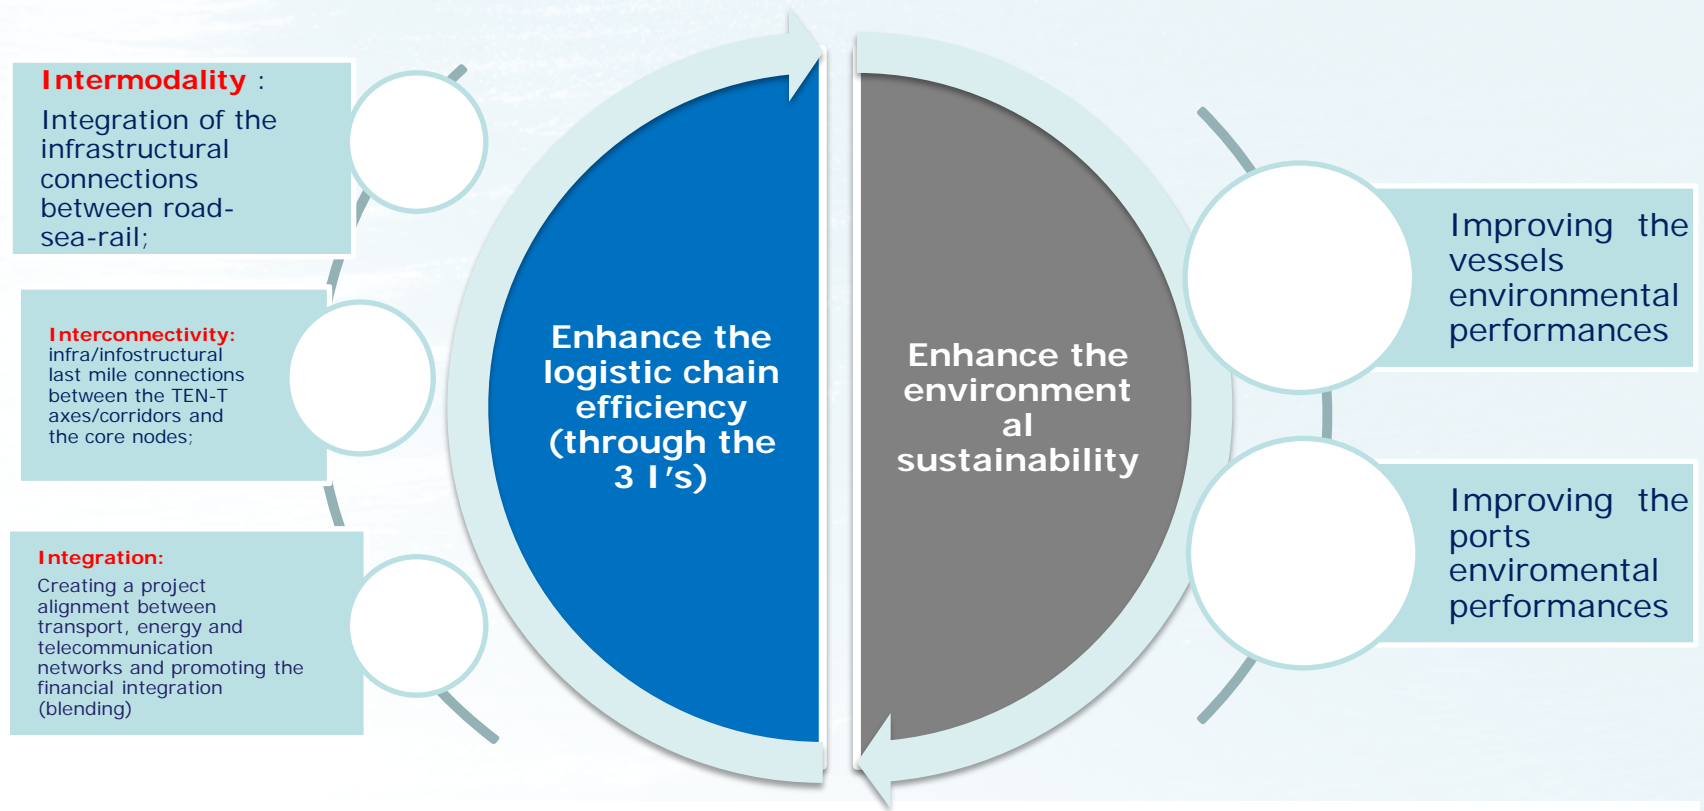 Intermodality :
Integration of the
infrastructural
connections
between road-
sea-rail;
Interconnectivity:
infra/infostructural
last mile connections
between the TEN-T
axes/corridors and
the core nodes;
Integration:
Creating a project
alignment between
transport, energy and
telecommunication
networks and promoting the
financial integration
(blending)
Enhance the
logistic chain
efficiency
(through the
3 I's)
Enhance the
environment
al
sustainability
Improving the
vessels
environmental
performances
Improving the
ports
enviromental
performances